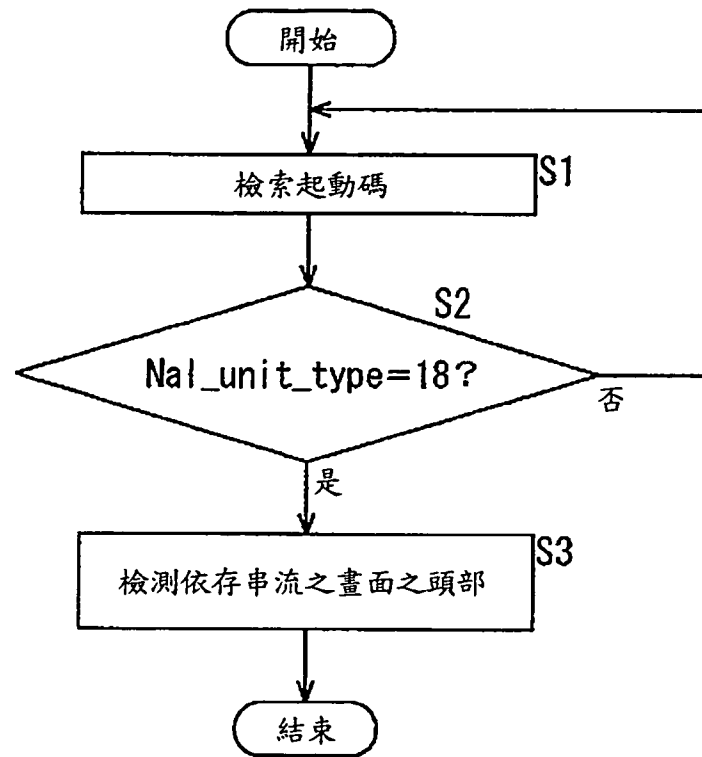 開始
檢索起動碼
S1
S2
Nal_unit_type=18?
否
是
S3
檢測依存串流之畫面之頭部
結束